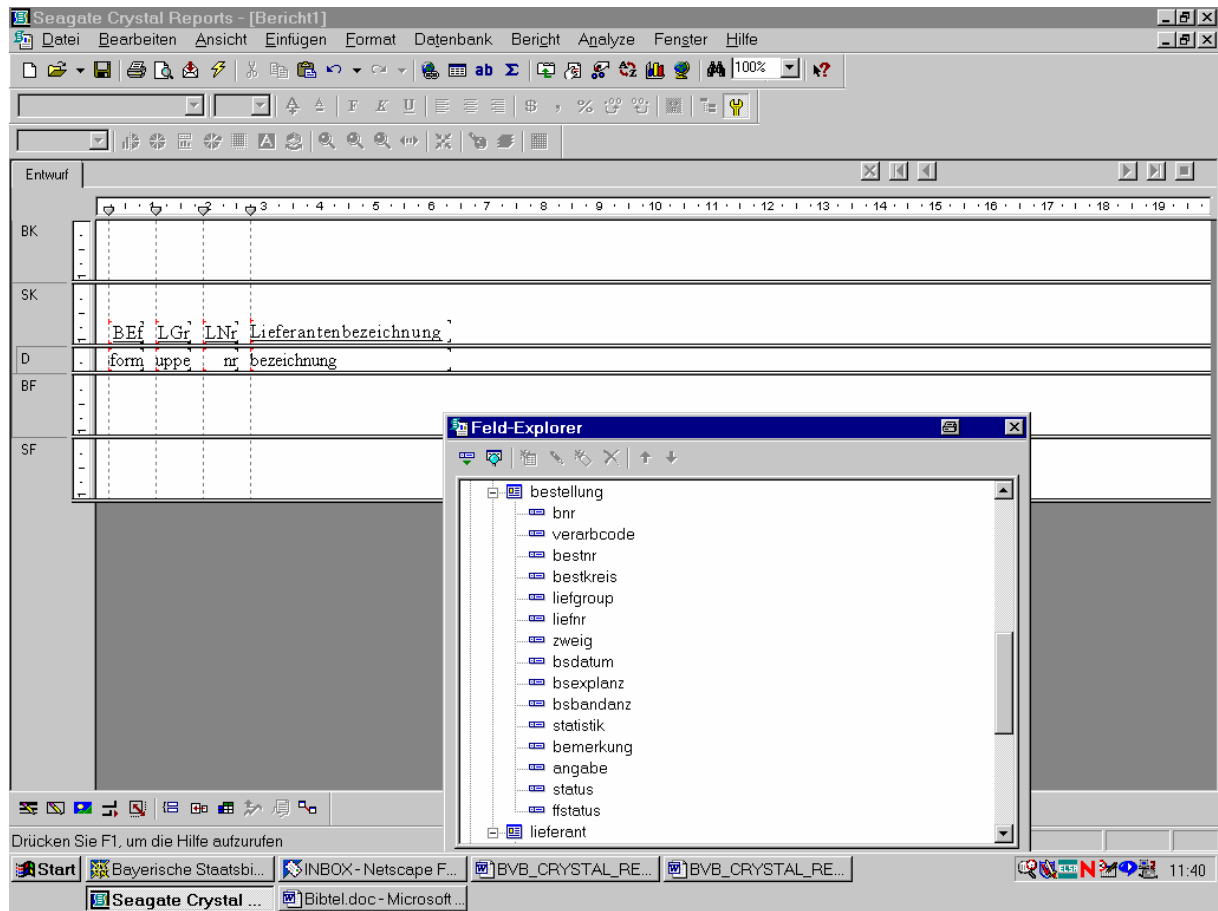 Seagate Crystal Reports - [Bericht1]
Datei Bearbeiten Ansicht Einfügen Format Datenbank Bericht Analyze Fenster Hilfe
ab Σ 100%
F K U $ , %
A
Entwurf
1 2 3 4 5 6 7 8 9 10 11 12 13 14 15 16 17 18 19
BK
SK
BEf LGr LNr Lieferantenbezeichnung
D form uppe nr bezeichnung
BF
SF
Feld-Explorer
bestellung
bnr
verarbcode
bestnr
bestkreis
liefgroup
liefnr
zweig
bsdatum
bsexplanz
bsbandanz
statistik
bemerkung
angabe
status
ffstatus
lieferant
Drücken Sie F1, um die Hilfe aufzurufen
Start Bayerische Staatsbi... INBOX - Netscape F... BVB_CRYSTAL_RE... BVB_CRYSTAL_RE... 11:40
Seagate Crystal ... Bibtel.doc - Microsoft ...